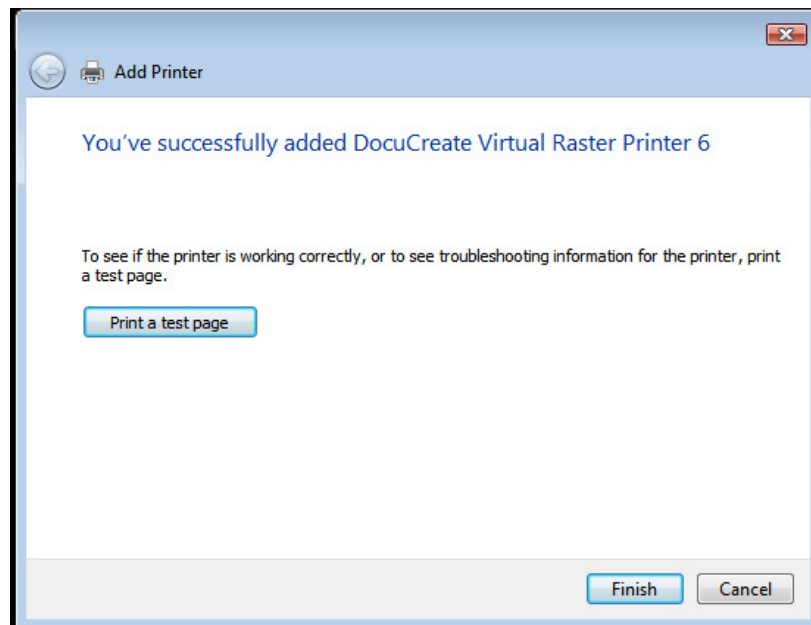 Add Printer
You've successfully added DocuCreate Virtual Raster Printer 6
To see if the printer is working correctly, or to see troubleshooting information for the printer, print
a test page.
Print a test page
Finish Cancel